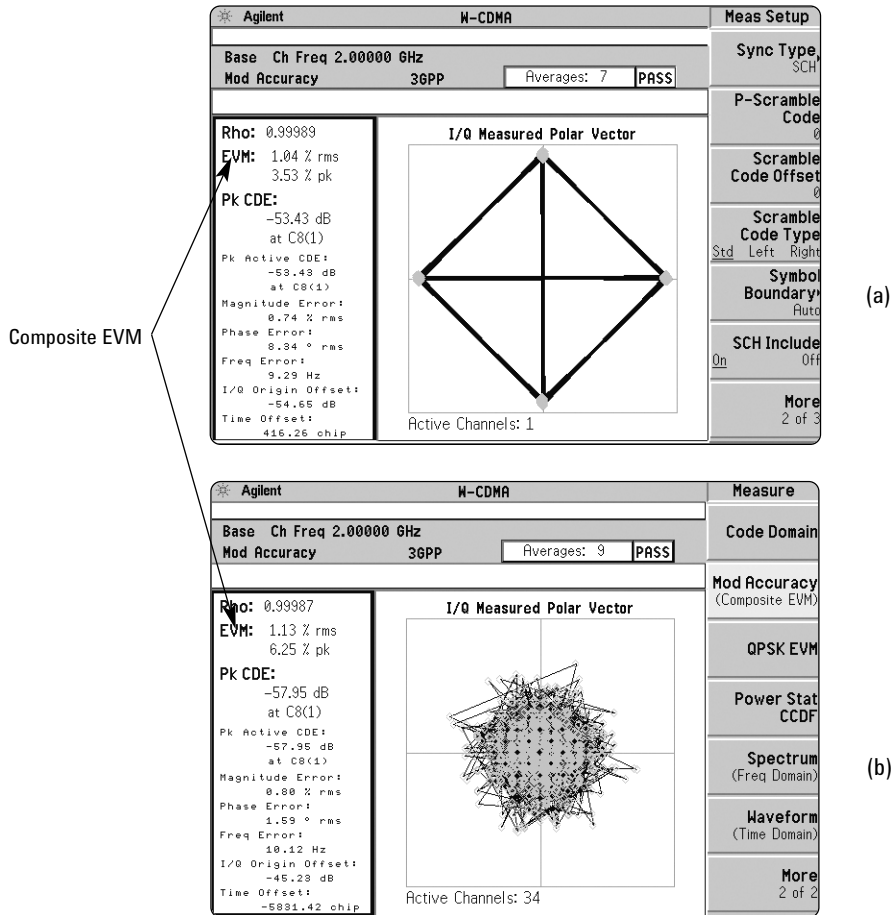 Agilent W-CDMA Meas Setup
Base Ch Freq 2.00000 GHz
Mod Accuracy 3GPP Averages: 7 PASS
Rho: 0.99989
EVM: 1.04 % rms
3.53 % pk
Pk CDE:
-53.43 dB
at C8(1)
Pk Active CDE:
-53.43 dB
at C8(1)
Magnitude Error:
0.74 % rms
Phase Error:
8.34 ° rms
Freq Error:
9.29 Hz
I/Q Origin Offset:
-54.65 dB
Time Offset:
416.26 chip
I/Q Measured Polar Vector
Active Channels: 1
Sync Type
SCH
P-Scramble
Code
0
Scramble
Code Offset
0
Scramble
Code Type
Std Left Right
Symbol
Boundary
Auto
SCH Include
On Off
More
2 of 3
(a)
Composite EVM
Agilent W-CDMA Measure
Base Ch Freq 2.00000 GHz
Mod Accuracy 3GPP Averages: 9 PASS
Rho: 0.99987
EVM: 1.13 % rms
6.25 % pk
Pk CDE:
-57.95 dB
at C8(1)
Pk Active CDE:
-57.95 dB
at C8(1)
Magnitude Error:
0.80 % rms
Phase Error:
1.59 ° rms
Freq Error:
10.12 Hz
I/Q Origin Offset:
-45.23 dB
Time Offset:
-5831.42 chip
I/Q Measured Polar Vector
Active Channels: 34
Code Domain
Mod Accuracy
(Composite EVM)
QPSK EVM
Power Stat
CCDF
Spectrum
(Freq Domain)
Waveform
(Time Domain)
More
2 of 2
(b)